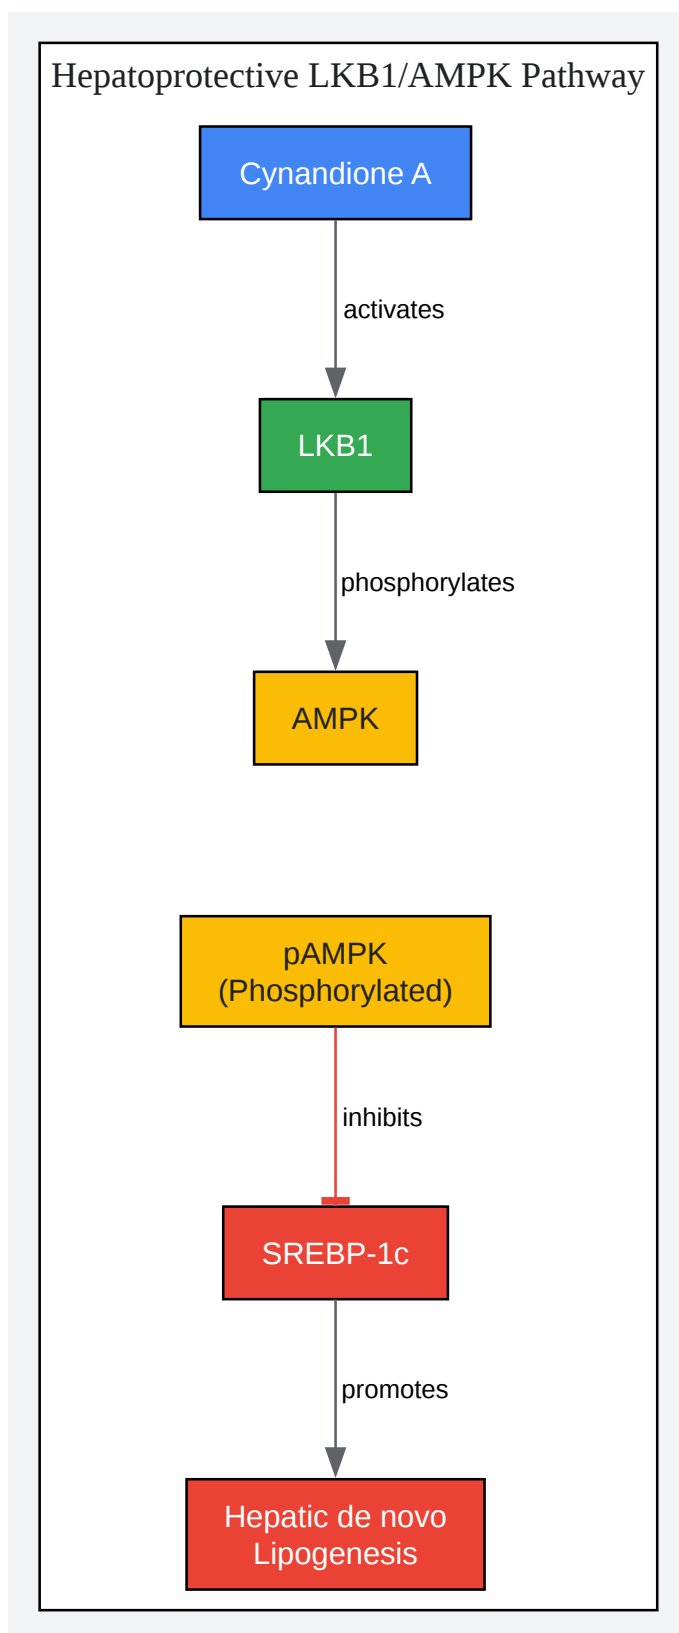 Hepatoprotective LKB1/AMPK Pathway
Cynandione A
activates
LKB1
phosphorylates
AMPK
pAMPK
(Phosphorylated)
inhibits
SREBP-1c
promotes
Hepatic de novo
Lipogenesis